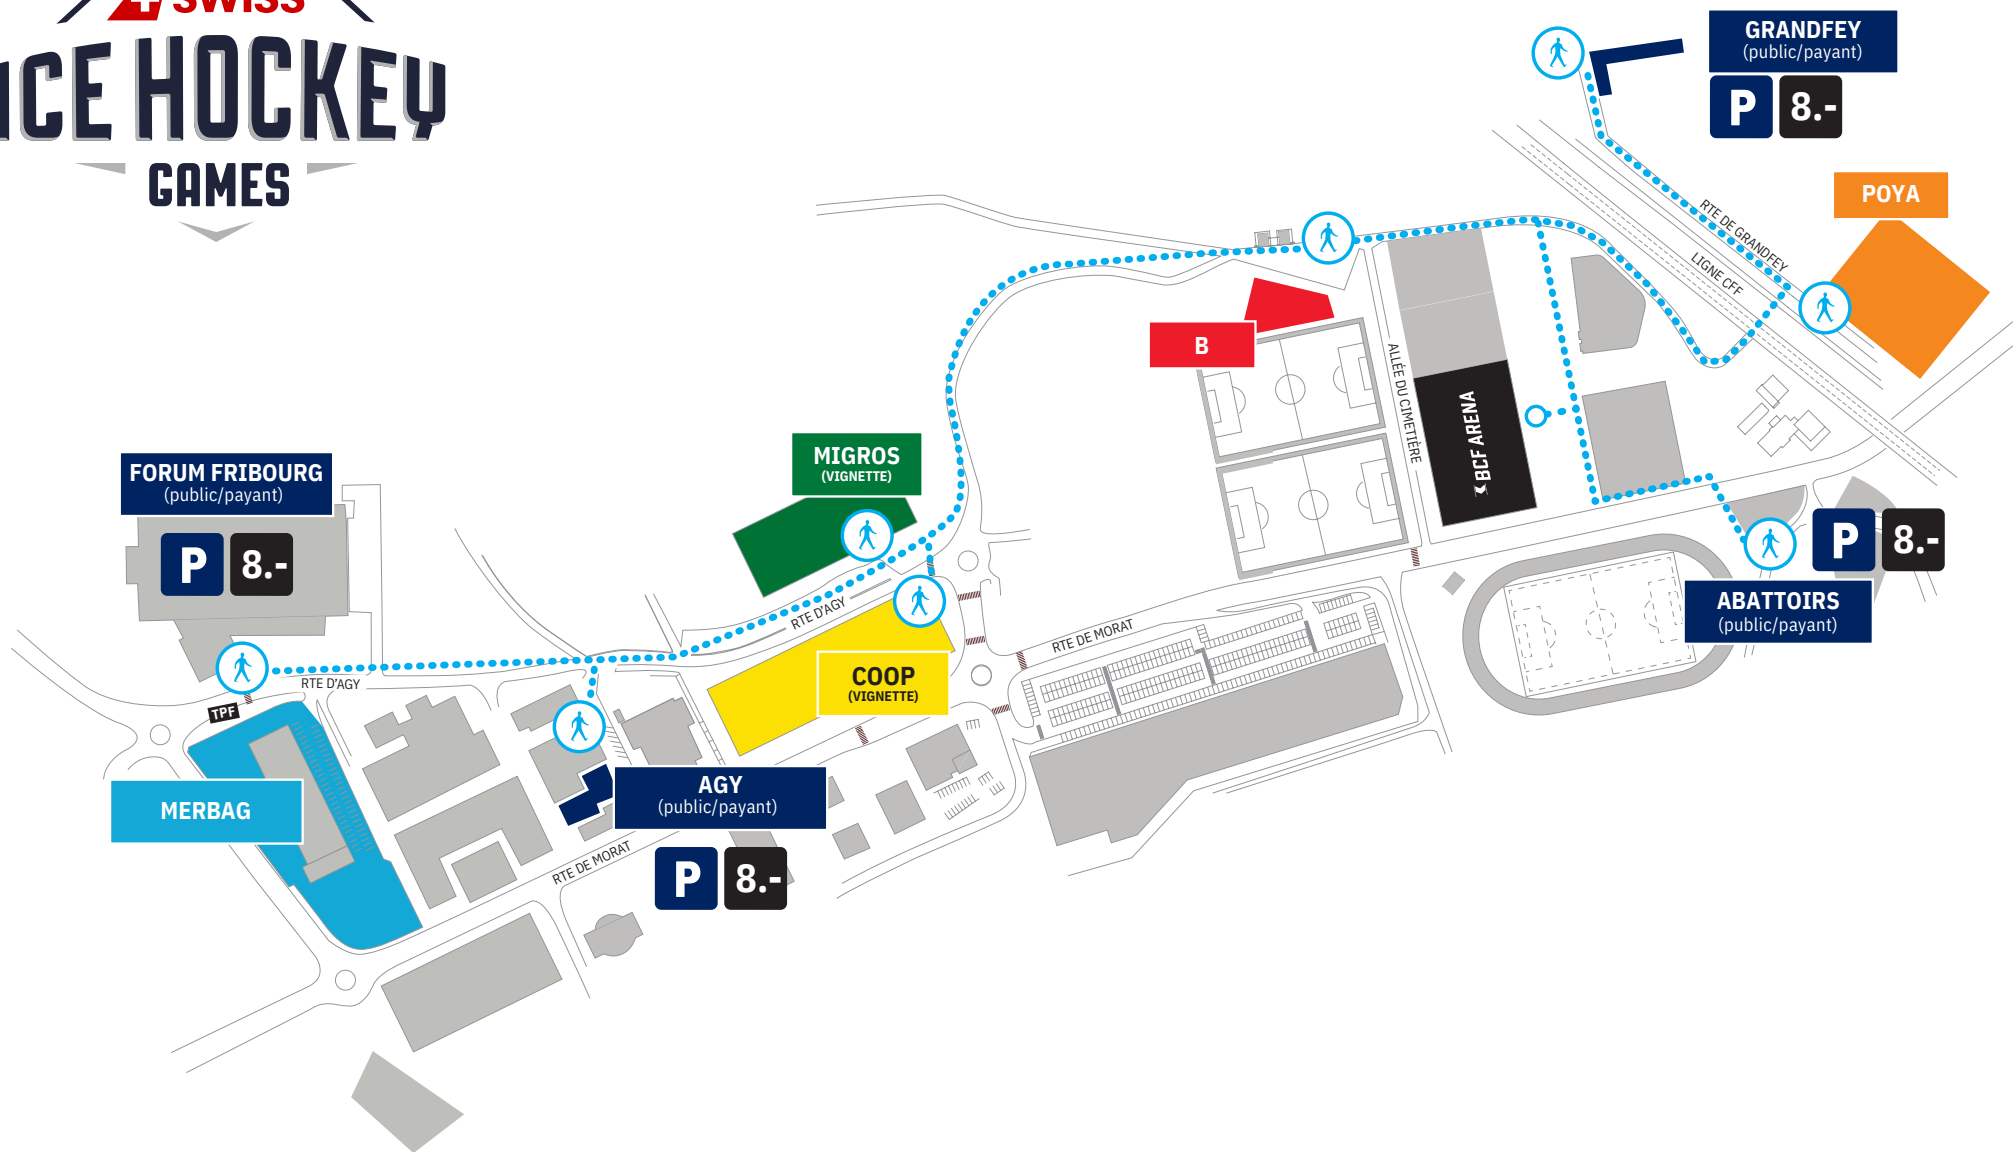 swiss
ICE HOCKEY
GAMES
GRANDFEY
(public/payant)
P 8.-
POYA
RTE DE GRANDFEY
LIGNE CFF
B
ALLÉE DU CIMETIÈRE
BCF ARENA
MIGROS
(VIGNETTE)
FORUM FRIBOURG
(public/payant)
P 8.-
P 8.-
ABATTOIRS
(public/payant)
RTE D'AGY
RTE DE MORAT
COOP
(VIGNETTE)
RTE D'AGY
TPF
MERBAG
AGY
(public/payant)
P 8.-
RTE DE MORAT